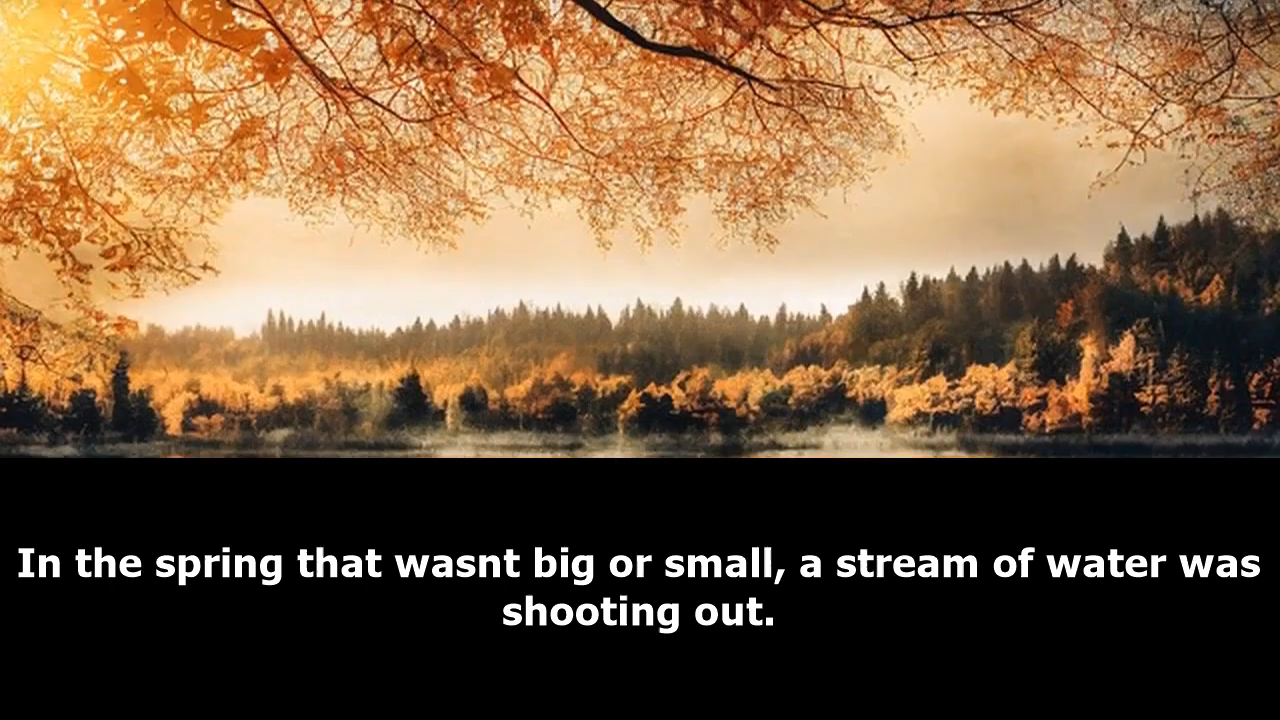 In the spring that wasnt big or small, a stream of water was
shooting out.